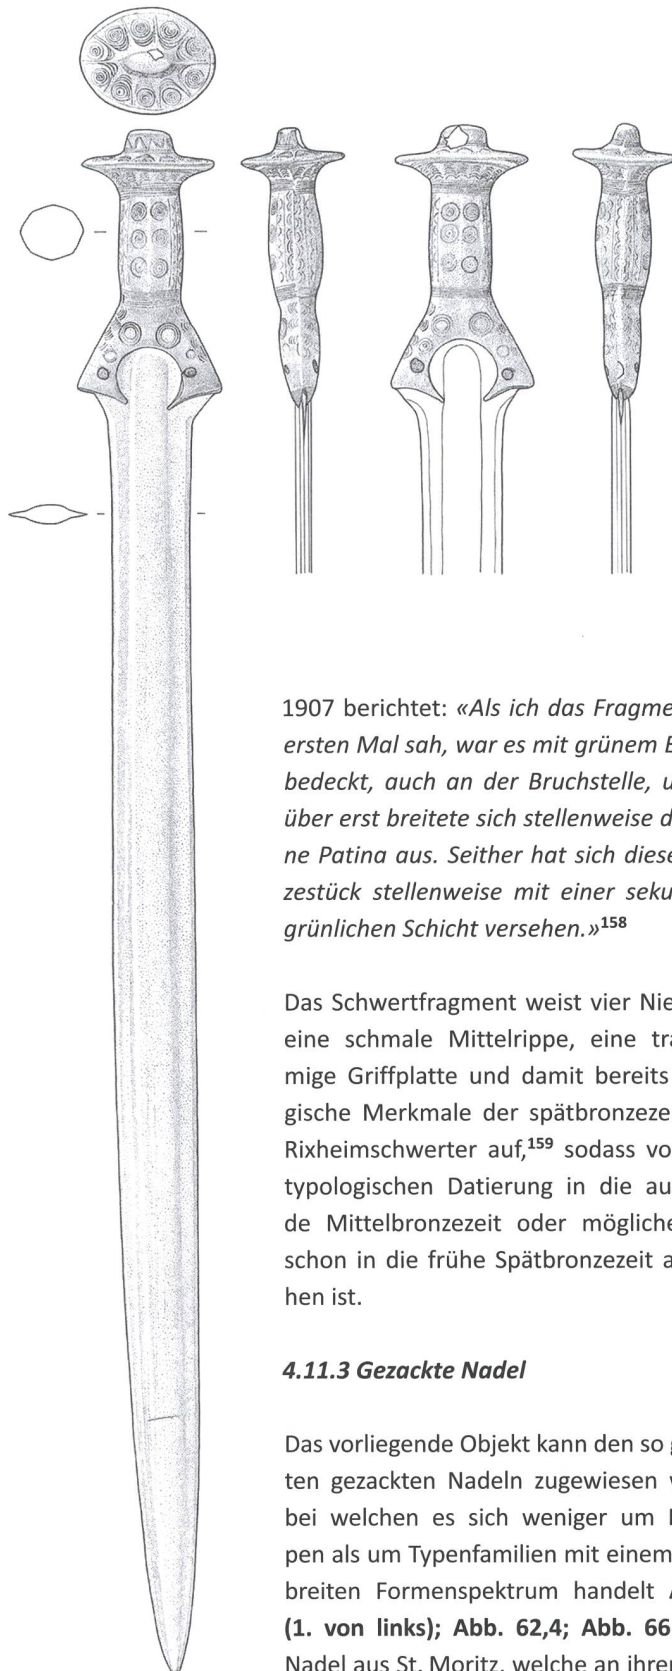 1907 berichtet: «Als ich das Fragme
ersten Mal sah, war es mit grünem
bedeckt, auch an der Bruchstelle, u
über erst breitete sich stellenweise d
ne Patina aus. Seither hat sich diese
zestück stellenweise mit einer seku
grünlichen Schicht versehen.»158
Das Schwertfragment weist vier Nie
eine schmale Mittelrippe, eine tra
mige Griffplatte und damit bereits
gische Merkmale der spätbronzeze
Rixheimschwerter auf,159 sodass vo
typologischen Datierung in die au
de Mittelbronzezeit oder mögliche
schon in die frühe Spätbronzezeit a
hen ist.
4.11.3 Gezackte Nadel
Das vorliegende Objekt kann den so
ten gezackten Nadeln zugewiesen
bei welchen es sich weniger um
pen als um Typenfamilien mit einem
breiten Formenspektrum handelt
(1. von links); Abb. 62,4; Abb. 66
Nadel aus St. Moritz, welche an ihrer